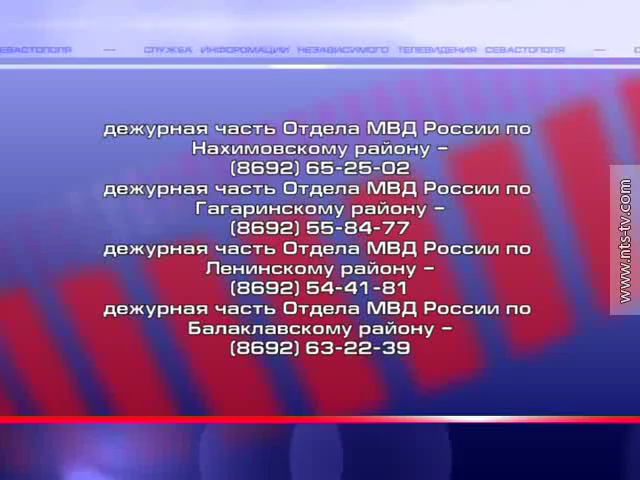 ЕВАСТОПОЛЯ — СЛУЖБА ИНФОРОМАЦИИ НЕЗАВИСИМОГО ТЕЛЕВИДЕНИЯ СЕВАСТОПОЛЯ — С
дежурная часть Отдела МВД России по
Нахимовскому району –
(8692) 65-25-02
дежурная часть Отдела МВД России по
Гагаринскому району –
(8692) 55-84-77
дежурная часть Отдела МВД России по
Ленинскому району –
(8692) 54-41-81
дежурная часть Отдела МВД России по
Балаклавскому району –
(8692) 63-22-39
www.nts-tv.com